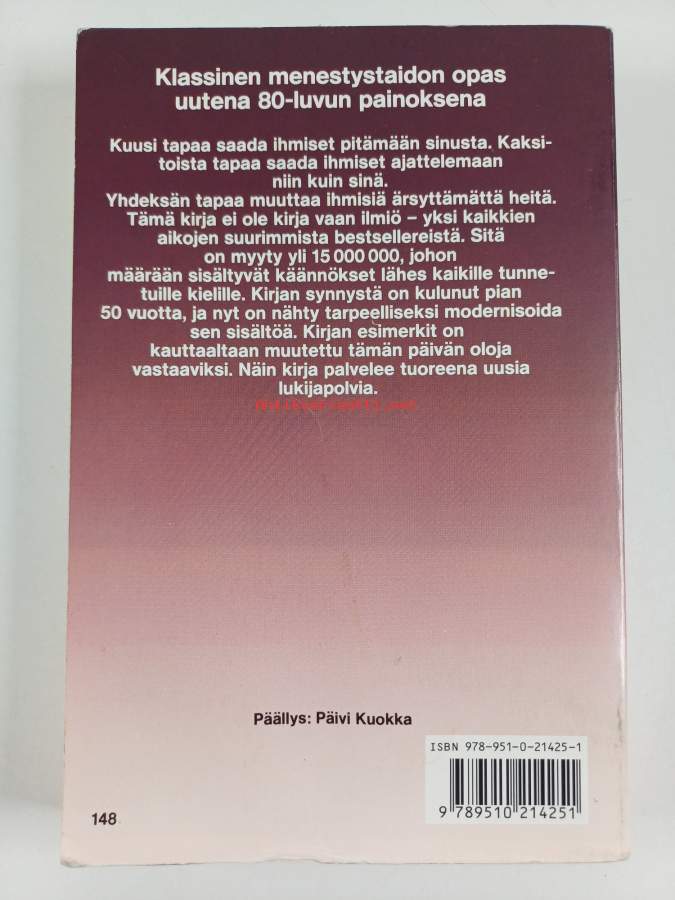 Klassinen menestystaidon opas
uutena 80-luvun painoksena
Kuusi tapaa saada ihmiset pitämään sinusta. Kaksi-
toista tapaa saada ihmiset ajattelemaan
niin kuin sinä.
Yhdeksän tapaa muuttaa ihmisiä ärsyttämättä heitä.
Tämä kirja ei ole kirja vaan ilmiö – yksi kaikkien
aikojen suurimmista bestsellereistä. Sitä
on myyty yli 15 000 000, johon
määrään sisältyvät käännökset lähes kaikille tunne-
tuille kielille. Kirjan synnystä on kulunut pian
50 vuotta, ja nyt on nähty tarpeelliseksi modernisoida
sen sisältöä. Kirjan esimerkit on
kauttaaltaan muutettu tämän päivän oloja
vastaaviksi. Näin kirja palvelee tuoreena uusia
lukijapolvia.
Päällys: Päivi Kuokka
ISBN 978-951-0-21425-1
9 789510 214251
148